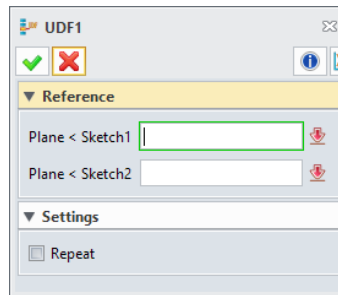 UDF1
Reference
Plane < Sketch1
Plane < Sketch2
Settings
Repeat